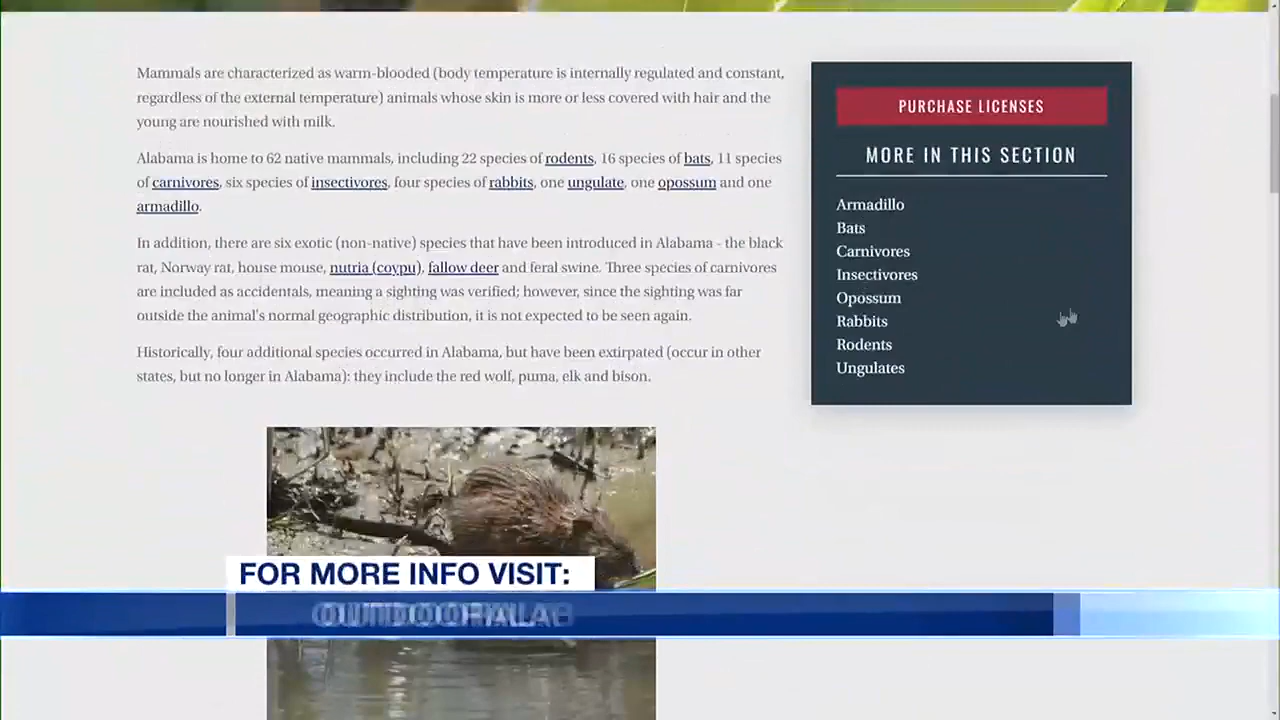 Mammals are characterized as warm-blooded (body temperature is internally regulated and constant,
regardless of the external temperature) animals whose skin is more or less covered with hair and the
young are nourished with milk.
Alabama is home to 62 native mammals, including 22 species of rodents, 16 species of bats, 11 species
of carnivores, six species of insectivores, four species of rabbits, one ungulate, one opossum and one
armadillo.
In addition, there are six exotic (non-native) species that have been introduced in Alabama - the black
rat, Norway rat, house mouse, nutria (coypu), fallow deer and feral swine. Three species of carnivores
are included as accidentals, meaning a sighting was verified; however, since the sighting was far
outside the animal's normal geographic distribution, it is not expected to be seen again.
Historically, four additional species occurred in Alabama, but have been extirpated (occur in other
states, but no longer in Alabama): they include the red wolf, puma, elk and bison.
PURCHASE LICENSES
MORE IN THIS SECTION
Armadillo
Bats
Carnivores
Insectivores
Opossum
Rabbits
Rodents
Ungulates
FOR MORE INFO VISIT: